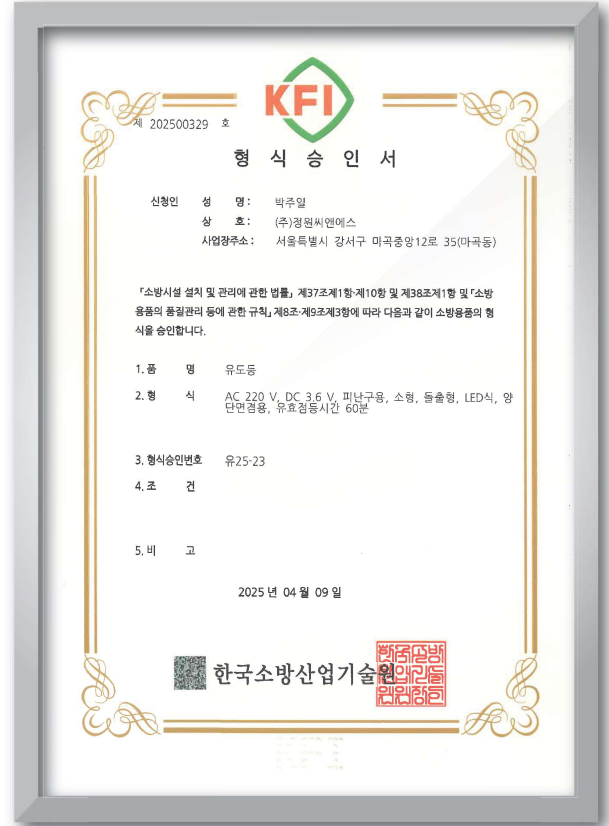 KFI
제 202500329 호
형 식 승 인 서
신청인 성 명 : 박주일
상 호 : (주)정원씨앤에스
사업장주소 : 서울특별시 강서구 마곡중앙12로 35(마곡동)
「소방시설 설치 및 관리에 관한 법률」 제37조제1항·제10항 및 제38조제1항 및 「소방
용품의 품질관리 등에 관한 규칙」 제8조·제9조제3항에 따라 다음과 같이 소방용품의 형
식을 승인합니다.
1. 품 명 유도등
2. 형 식 AC 220 V, DC 3.6 V, 피난구용, 소형, 돌출형, LED식, 양
단면겸용, 유효점등시간 60분
3. 형식승인번호 유25-23
4. 조 건
5. 비 고
2025 년 04 월 09 일
한국소방산업기술원